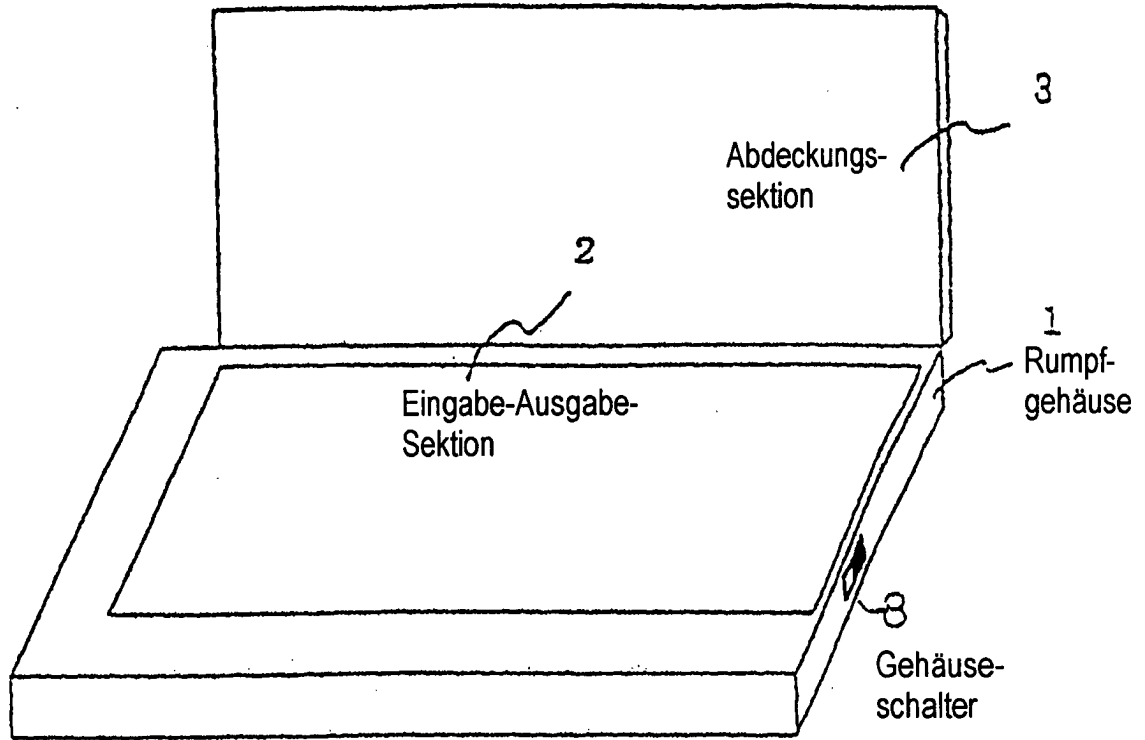 3
Abdeckungs-
sektion
2
1
Rumpf-
gehäuse
Eingabe-Ausgabe-
Sektion
8
Gehäuse-
schalter